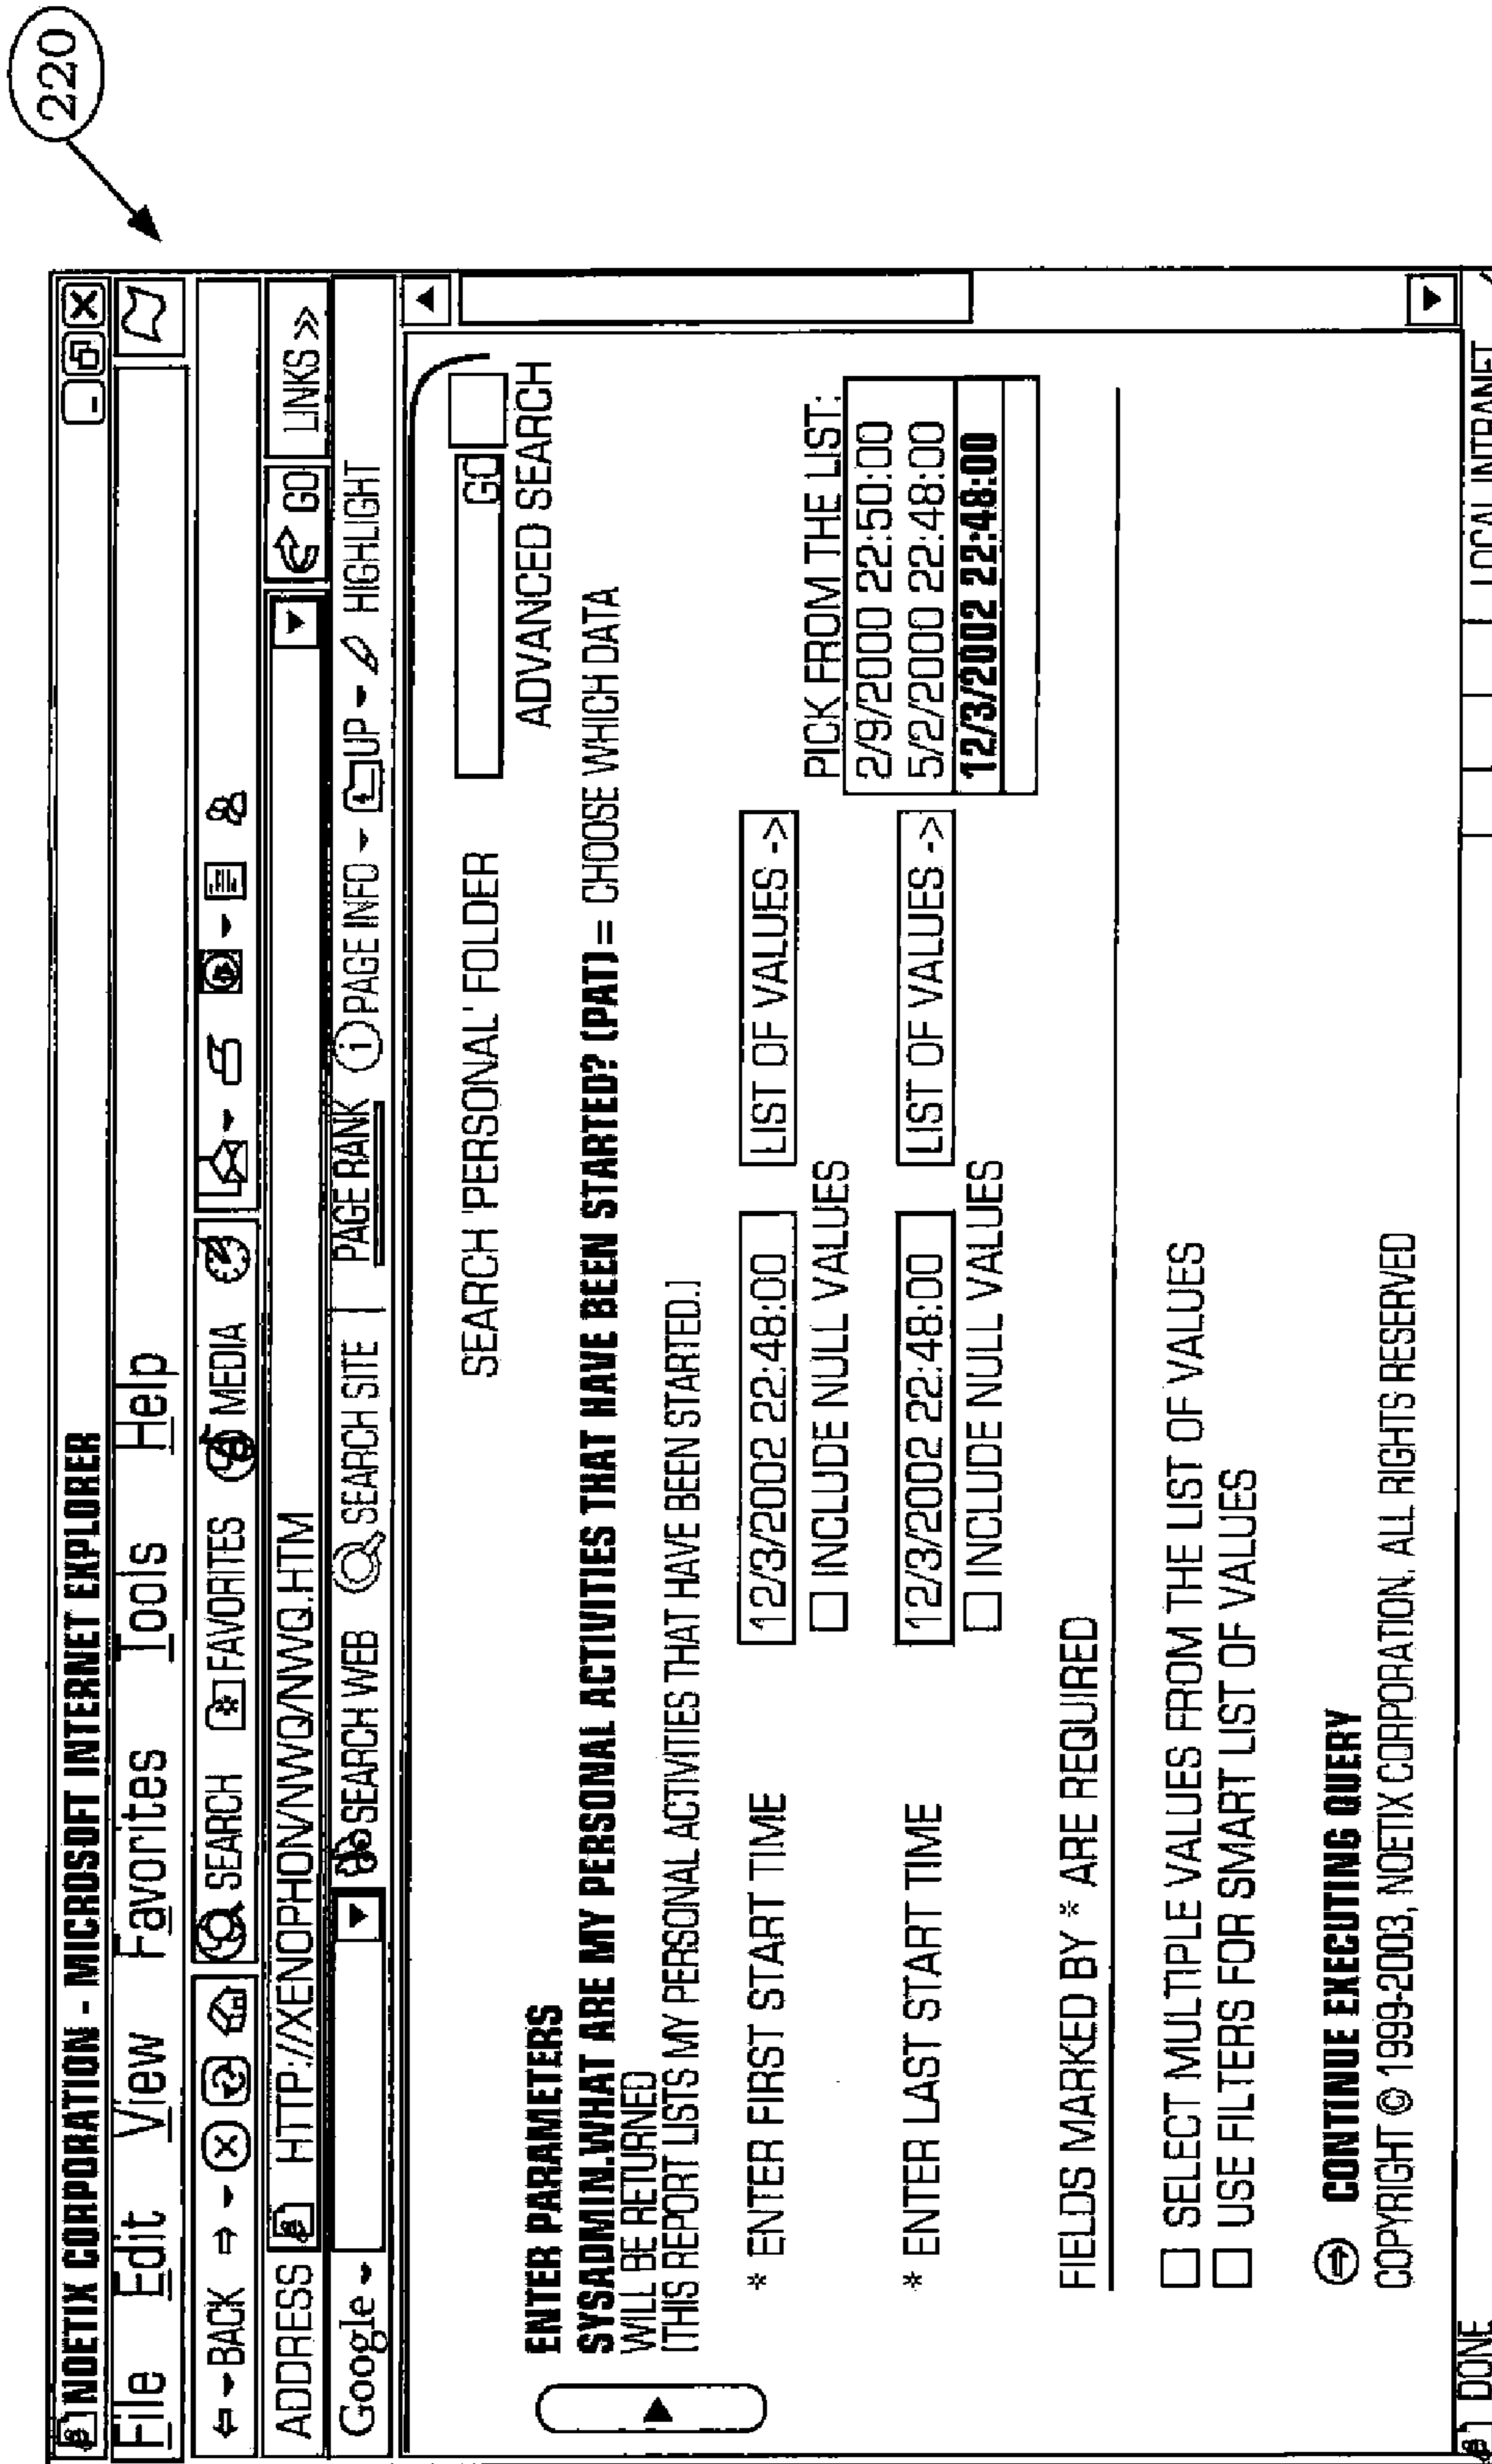 220
NOETIX CORPORATION - MICROSOFT INTERNET EXPLORER
File Edit View Favorites Tools Help
BACK SEARCH FAVORITES MEDIA
ADDRESS HTTP://XENOPHON/NWQ/NWQ.HTM GO LINKS >>
Google SEARCH WEB SEARCH SITE PAGE RANK i PAGE INFO UP HIGHLIGHT
SEARCH 'PERSONAL' FOLDER GO
ADVANCED SEARCH
ENTER PARAMETERS
SYSADMIN.WHAT ARE MY PERSONAL ACTIVITIES THAT HAVE BEEN STARTED? (PAT) = CHOOSE WHICH DATA
WILL BE RETURNED
(THIS REPORT LISTS MY PERSONAL ACTIVITIES THAT HAVE BEEN STARTED.)
* ENTER FIRST START TIME 12/3/2002 22:48:00 LIST OF VALUES ->
INCLUDE NULL VALUES
PICK FROM THE LIST:
2/9/2000 22:50:00
5/2/2000 22:48:00
12/3/2002 22:48:00
* ENTER LAST START TIME 12/3/2002 22:48:00 LIST OF VALUES ->
INCLUDE NULL VALUES
FIELDS MARKED BY * ARE REQUIRED
SELECT MULTIPLE VALUES FROM THE LIST OF VALUES
USE FILTERS FOR SMART LIST OF VALUES
CONTINUE EXECUTING QUERY
COPYRIGHT © 1999-2003, NOETIX CORPORATION. ALL RIGHTS RESERVED
DONE LOCAL INTRANET